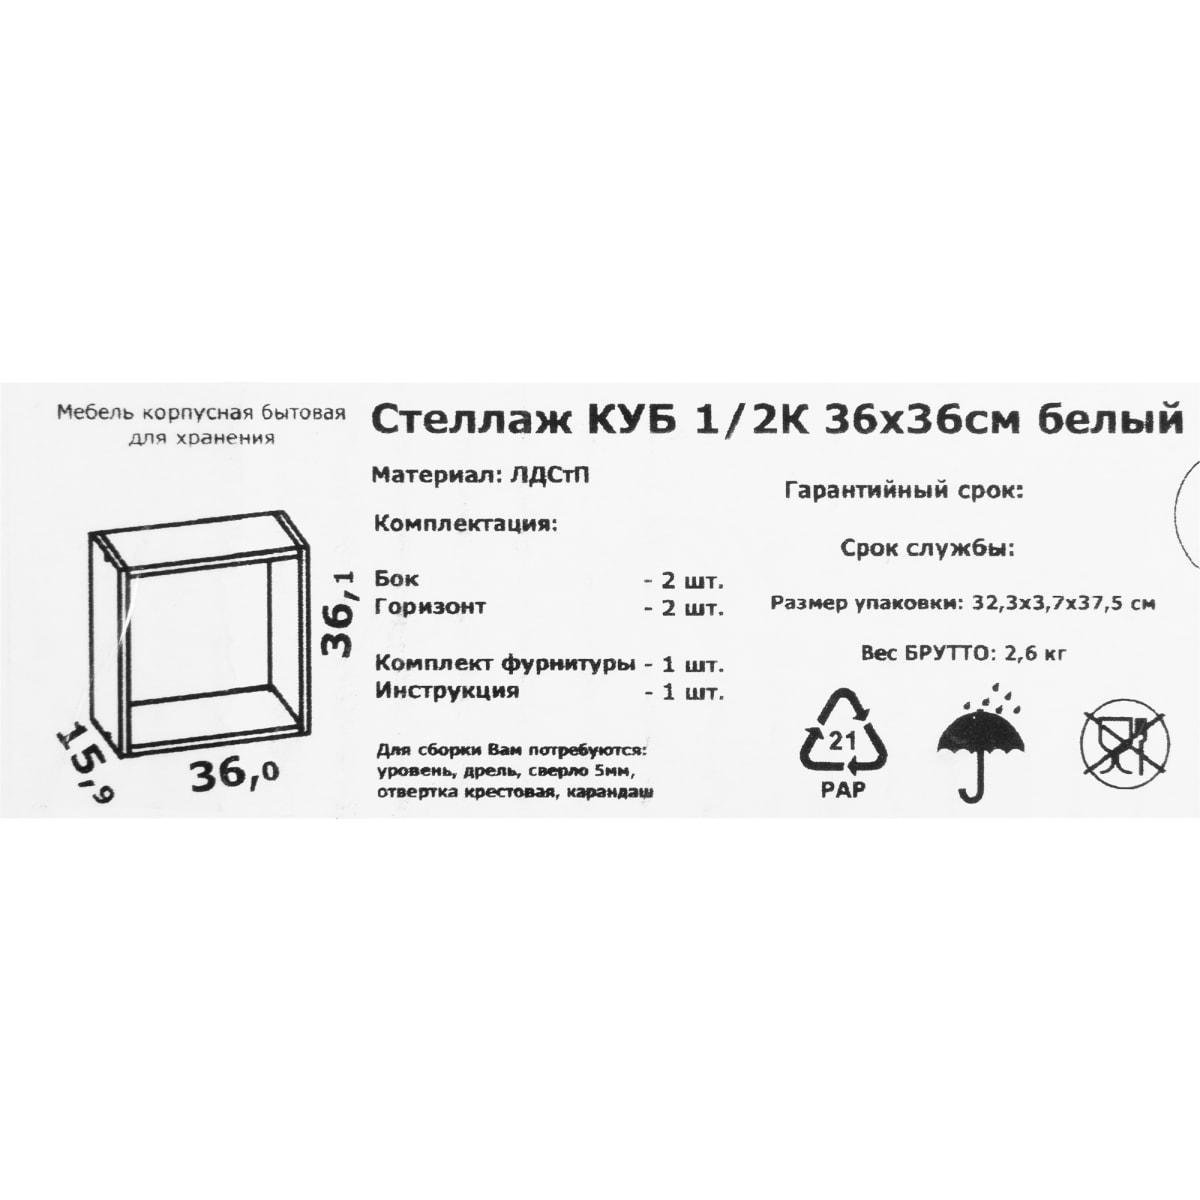 Мебель корпусная бытовая
для хранения
Стеллаж КУБ 1/2К 36х36см белый
Материал: ЛДСтП
Комплектация:
Бок - 2 шт.
Горизонт - 2 шт.
Комплект фурнитуры - 1 шт.
Инструкция - 1 шт.
Для сборки Вам потребуются:
уровень, дрель, сверло 5мм,
отвертка крестовая, карандаш
Гарантийный срок:
Срок службы:
Размер упаковки: 32,3х3,7х37,5 см
Вес БРУТТО: 2,6 кг
36,1
15,9
36,0
21
PAP